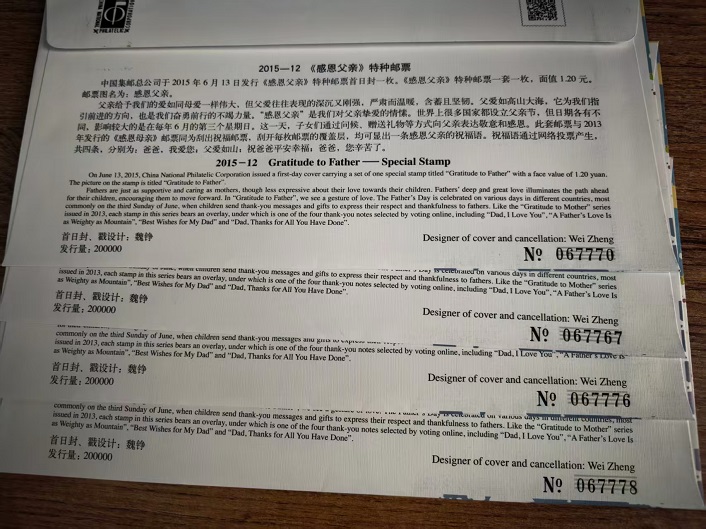 PHILATELIC
2015—12 《感恩父亲》特种邮票
中国集邮总公司于 2015 年 6 月 13 日发行《感恩父亲》特种邮票首日封一枚。《感恩父亲》特种邮票一套一枚，面值 1.20 元。
邮票图名为：感恩父亲。
父亲给予我们的爱如同母爱一样伟大，但父爱往往表现的深沉又刚强，严肃而温暖，含蓄且坚韧。父爱如高山大海，它为我们指
引前进的方向，也是我们奋勇前行的不竭力量。“感恩父亲”是我们对父亲挚爱的情愫。世界上很多国家都设立父亲节，但日期各有不
同，影响较大的是在每年 6 月的第三个星期日。这一天，子女们通过问候、赠送礼物等方式向父亲表达敬意和感恩。此套邮票与 2013
年发行的《感恩母亲》邮票同为刮出祝福邮票，刮开每枚邮票的覆盖层，均可显出一条感恩父亲的祝福语。祝福语通过网络投票产生，
共四条，分别为：爸爸，我爱您；父爱如山；祝爸爸平安幸福；爸爸，您辛苦了。
2015—12 Gratitude to Father — Special Stamp
On June 13, 2015, China National Philatelic Corporation issued a first-day cover carrying a set of one special stamp titled “Gratitude to Father” with a face value of 1.20 yuan.
The picture on the stamp is titled “Gratitude to Father”.
Fathers are just as supportive and caring as mothers, though less expressive about their love towards their children. Fathers’ deep and great love illuminates the path ahead
for their children, encouraging them to move forward. In “Gratitude to Father”, we see a gesture of love. The Father’s Day is celebrated on various days in different countries, most
commonly on the third Sunday of June, when children send thank-you messages and gifts to express their respect and thankfulness to fathers. Like the “Gratitude to Mother” series
issued in 2013, each stamp in this series bears an overlay, under which is one of the four thank-you notes selected by voting online, including “Dad, I Love You”, “A Father’s Love Is
as Weighty as Mountain”, “Best Wishes for My Dad” and “Dad, Thanks for All You Have Done”.
首日封、戳设计：魏铮
Designer of cover and cancellation: Wei Zheng
发行量：200000
№ 067770
issued in 2013, each stamp in this series bears an overlay, under which is one of the four thank-you notes selected by voting online, including “Dad, I Love You”, “A Father’s Love Is
as Weighty as Mountain”, “Best Wishes for My Dad” and “Dad, Thanks for All You Have Done”.
首日封、戳设计：魏铮
Designer of cover and cancellation: Wei Zheng
发行量：200000
№ 067767
commonly on the third Sunday of June, when children send thank-you messages and gifts to express
issued in 2013, each stamp in this series bears an overlay, under which is one of the four thank-you notes selected by voting online, including “Dad, I Love You”, “A Father’s Love Is
as Weighty as Mountain”, “Best Wishes for My Dad” and “Dad, Thanks for All You Have Done”.
首日封、戳设计：魏铮
Designer of cover and cancellation: Wei Zheng
发行量：200000
№ 067776
commonly on the third Sunday of June, when children send thank-you messages and gifts to express their respect and thankfulness to fathers. Like the “Gratitude to Mother” series
issued in 2013, each stamp in this series bears an overlay, under which is one of the four thank-you notes selected by voting online, including “Dad, I Love You”, “A Father’s Love Is
as Weighty as Mountain”, “Best Wishes for My Dad” and “Dad, Thanks for All You Have Done”.
首日封、戳设计：魏铮
Designer of cover and cancellation: Wei Zheng
发行量：200000
№ 067778